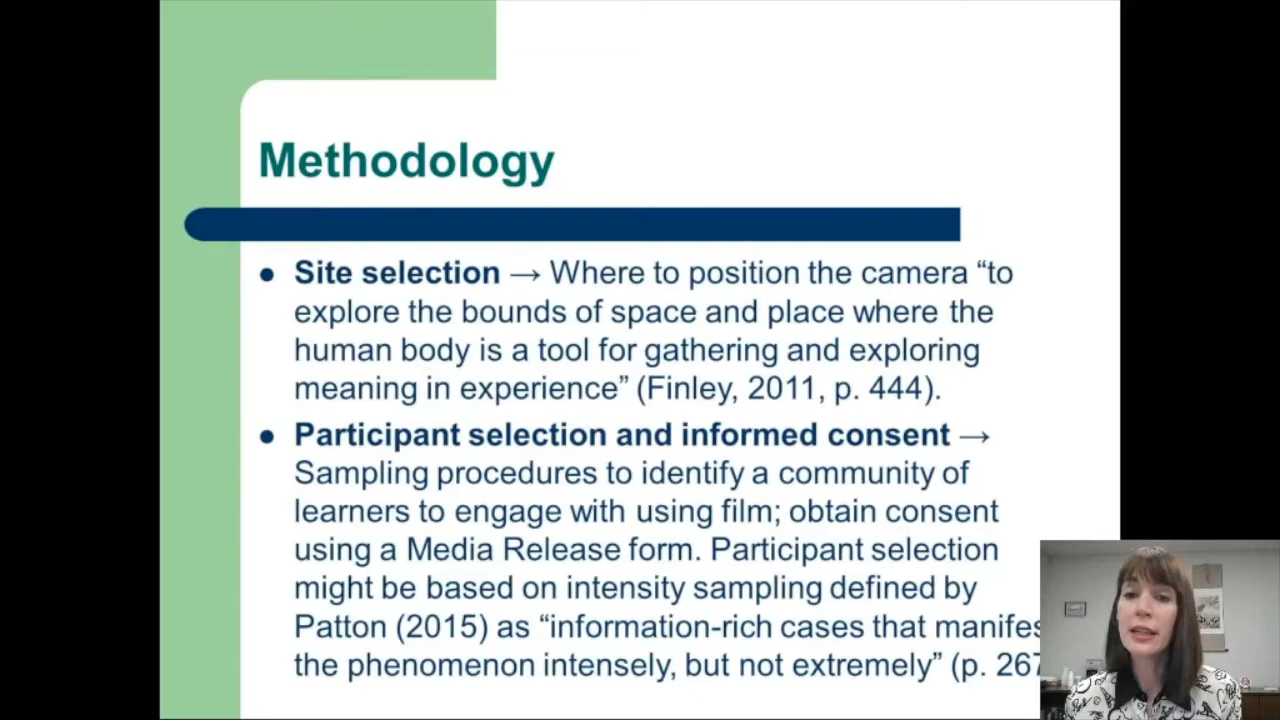 Methodology
● Site selection → Where to position the camera “to
explore the bounds of space and place where the
human body is a tool for gathering and exploring
meaning in experience” (Finley, 2011, p. 444).
● Participant selection and informed consent →
Sampling procedures to identify a community of
learners to engage with using film; obtain consent
using a Media Release form. Participant selection
might be based on intensity sampling defined by
Patton (2015) as “information-rich cases that manifes
the phenomenon intensely, but not extremely” (p. 267